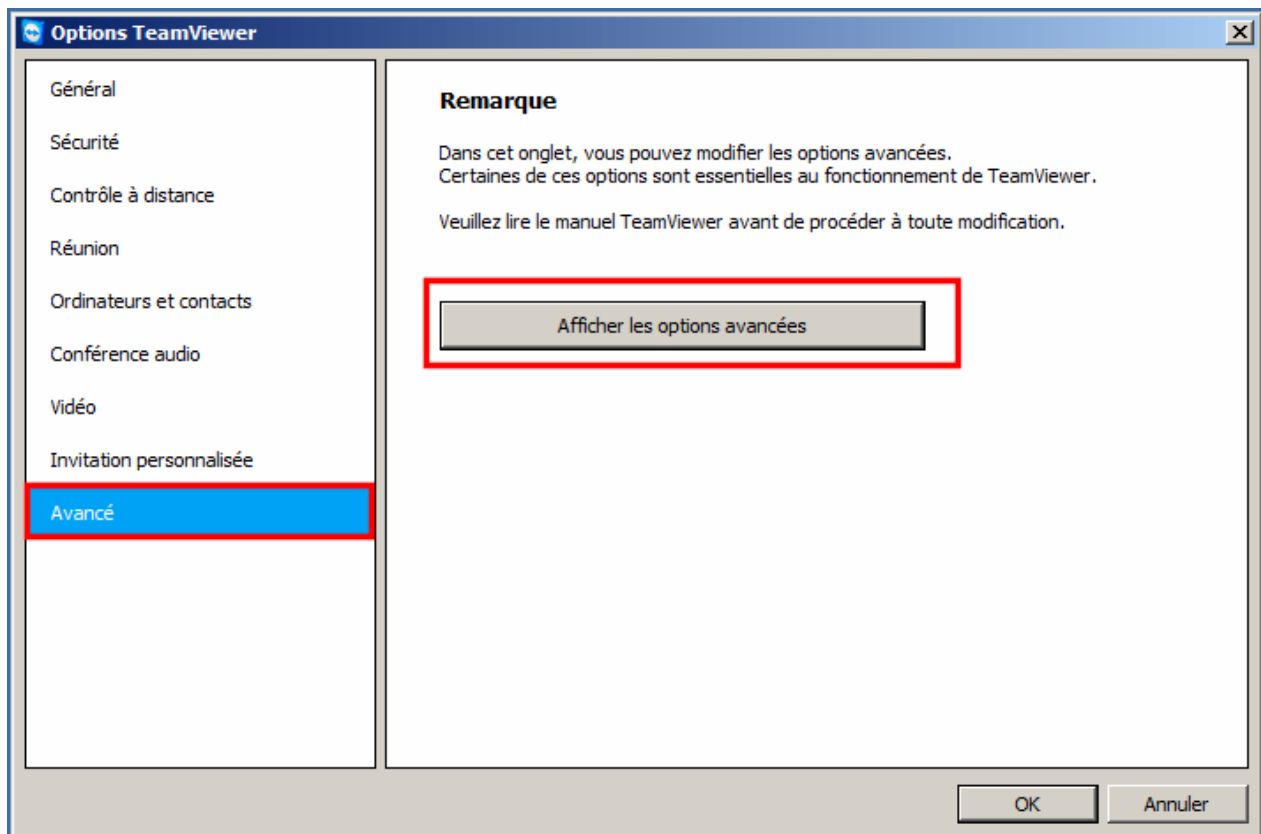 Options TeamViewer
Général
Sécurité
Contrôle à distance
Réunion
Ordinateurs et contacts
Conférence audio
Vidéo
Invitation personnalisée
Avancé
Remarque
Dans cet onglet, vous pouvez modifier les options avancées.
Certaines de ces options sont essentielles au fonctionnement de TeamViewer.
Veuillez lire le manuel TeamViewer avant de procéder à toute modification.
Afficher les options avancées
OK
Annuler